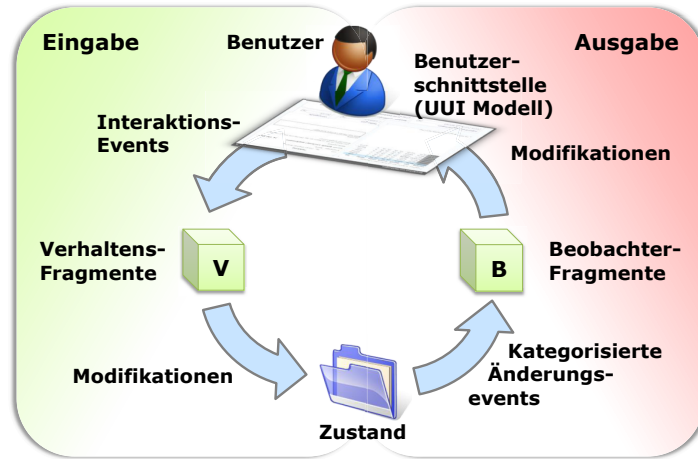 Eingabe
Benutzer
Ausgabe
Benutzer-
schnittstelle
(UUI Modell)
Interaktions-
Events
Modifikationen
Verhaltens-
Fragmente
V
B
Beobachter-
Fragmente
Modifikationen
Kategorisierte
Änderungs-
events
Zustand